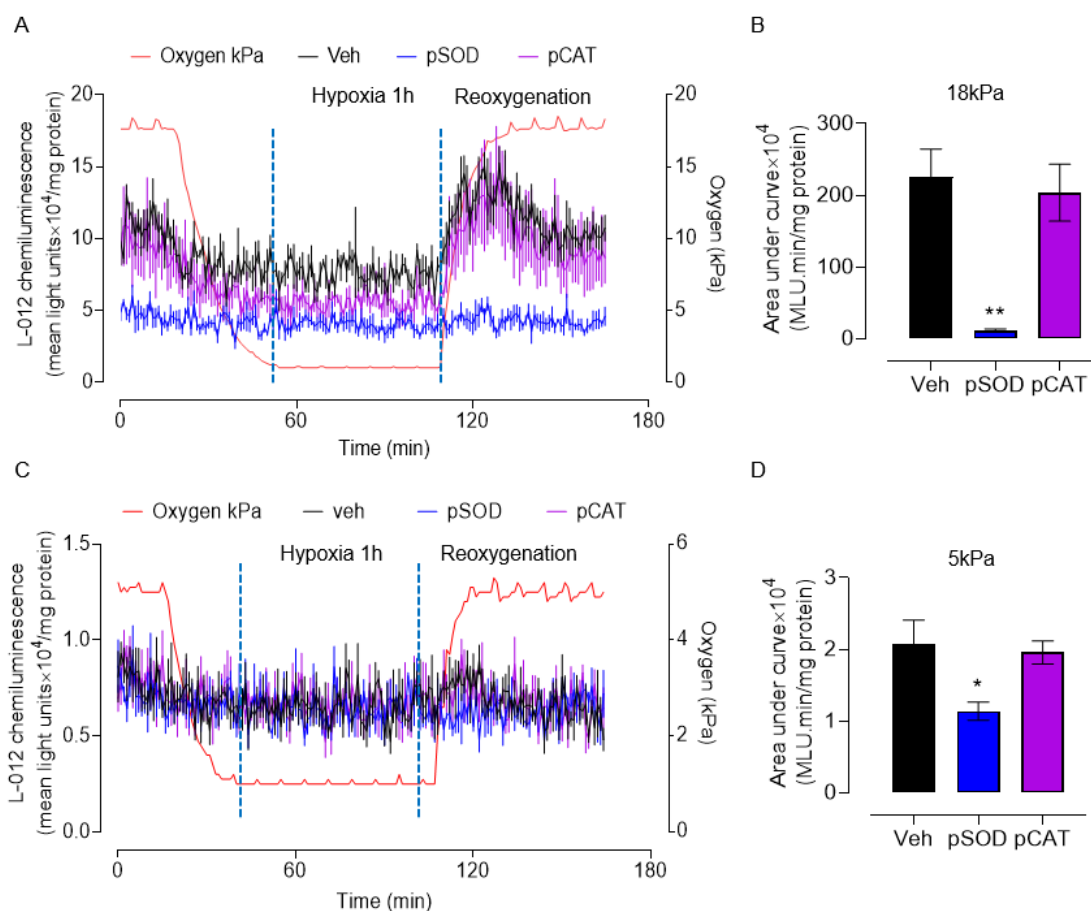 A
Oxygen kPa Veh pSOD pCAT
Hypoxia 1h Reoxygenation
L-012 chemiluminescence
(mean light units×10⁴/mg protein)
20
15
10
5
0
20
15
10
5
0
Oxygen (kPa)
0 60 120 180
Time (min)
B
18kPa
Area under curve×10⁴
(MLU.min/mg protein)
300
200
100
0
**
Veh pSOD pCAT
C
Oxygen kPa veh pSOD pCAT
Hypoxia 1h Reoxygenation
L-012 chemiluminescence
(mean light units×10⁴/mg protein)
1.5
1.0
0.5
0.0
6
4
2
0
Oxygen (kPa)
0 60 120 180
Time (min)
D
5kPa
Area under curve×10⁴
(MLU.min/mg protein)
3
2
1
0
*
Veh pSOD pCAT